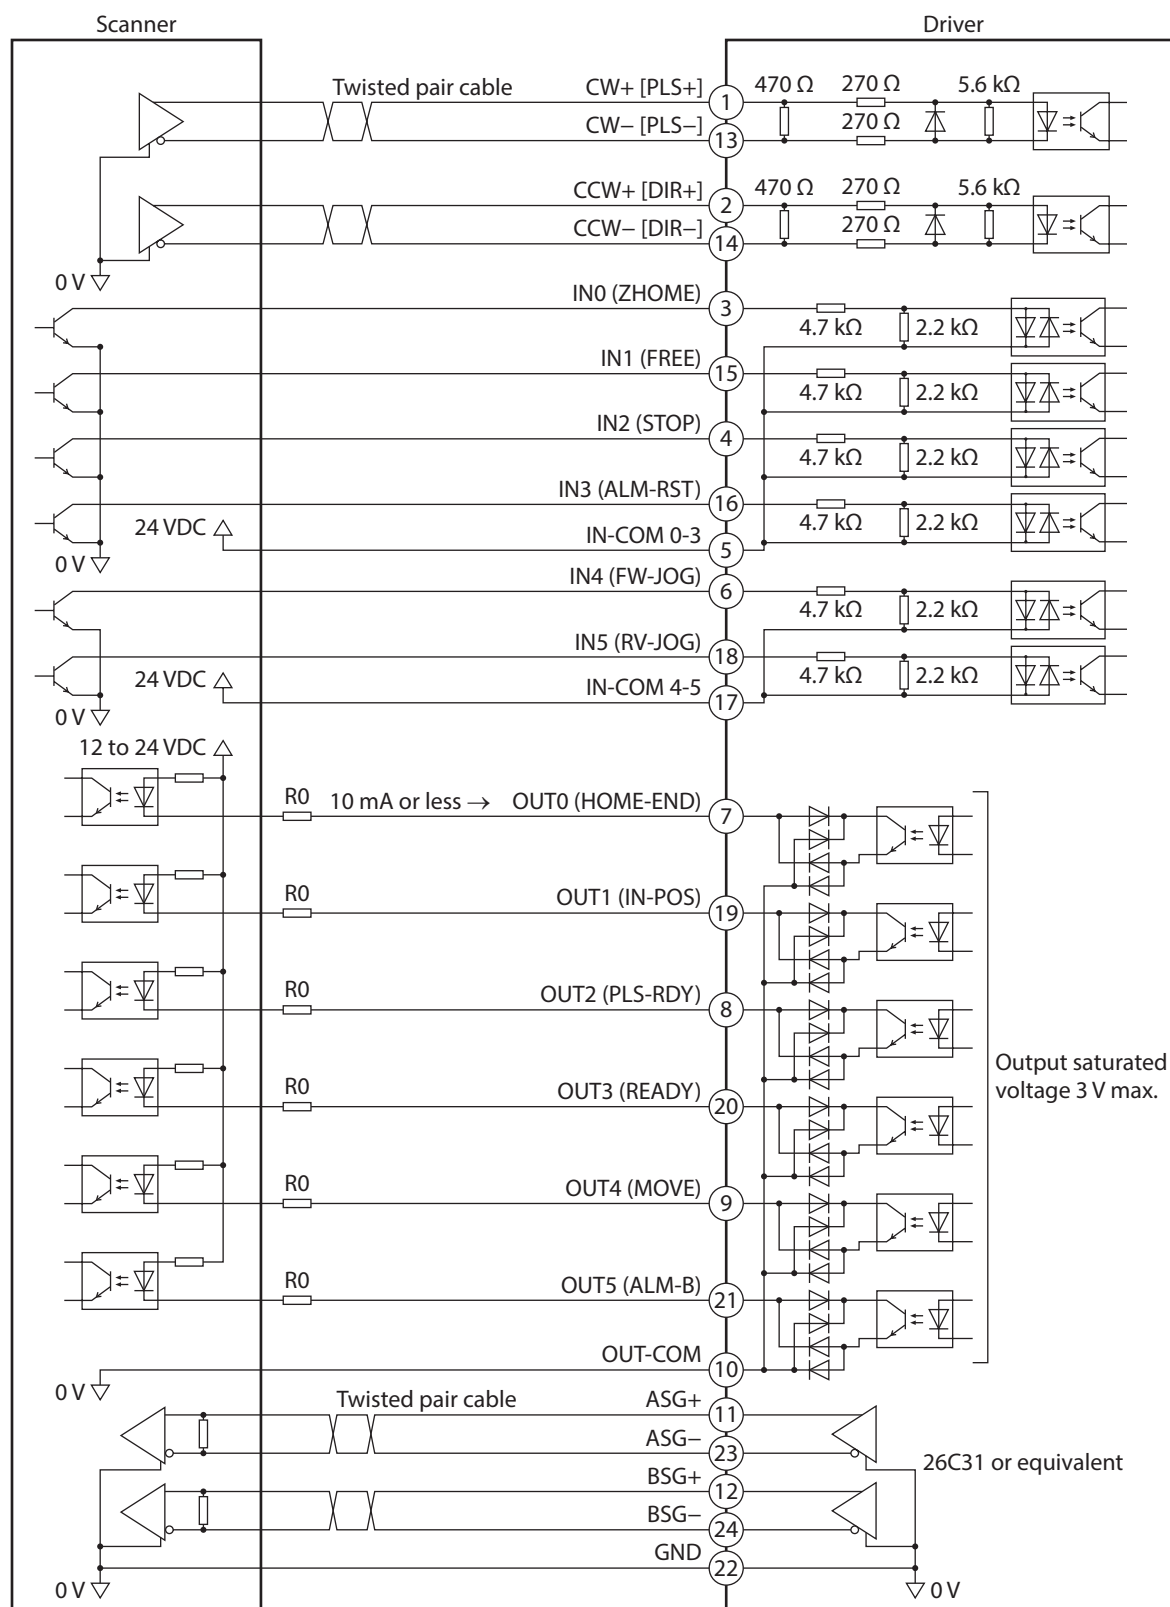 Scanner
Driver
Twisted pair cable
CW+ [PLS+]
1
470 Ω
270 Ω
5.6 kΩ
CW− [PLS−]
13
270 Ω
CCW+ [DIR+]
2
470 Ω
270 Ω
5.6 kΩ
CCW− [DIR−]
14
270 Ω
0 V
IN0 (ZHOME)
3
4.7 kΩ
2.2 kΩ
IN1 (FREE)
15
4.7 kΩ
2.2 kΩ
IN2 (STOP)
4
4.7 kΩ
2.2 kΩ
IN3 (ALM-RST)
16
4.7 kΩ
2.2 kΩ
24 VDC
IN-COM 0-3
5
0 V
IN4 (FW-JOG)
6
4.7 kΩ
2.2 kΩ
IN5 (RV-JOG)
18
4.7 kΩ
2.2 kΩ
24 VDC
IN-COM 4-5
17
0 V
12 to 24 VDC
R0
10 mA or less →
OUT0 (HOME-END)
7
R0
OUT1 (IN-POS)
19
R0
OUT2 (PLS-RDY)
8
Output saturated
voltage 3 V max.
R0
OUT3 (READY)
20
R0
OUT4 (MOVE)
9
R0
OUT5 (ALM-B)
21
OUT-COM
10
0 V
Twisted pair cable
ASG+
11
ASG−
23
26C31 or equivalent
BSG+
12
BSG−
24
GND
22
0 V
0 V